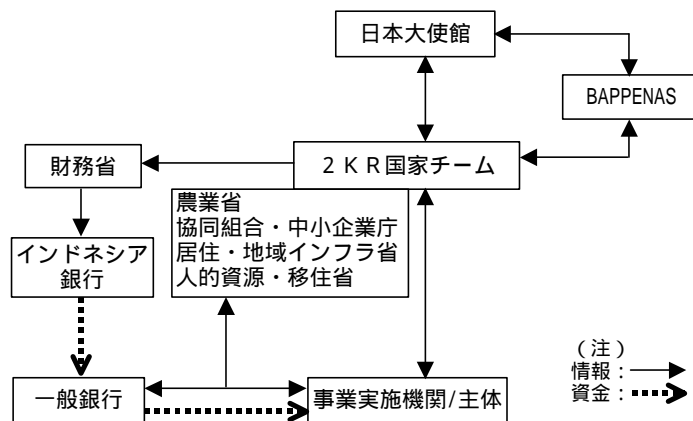 日本大使館
BAPPENAS
財務省
2KR国家チーム
農業省
協同組合・中小企業庁
居住・地域インフラ省
人的資源・移住省
インドネシア
銀行
一般銀行
事業実施機関/主体
(注)
情報:
資金: